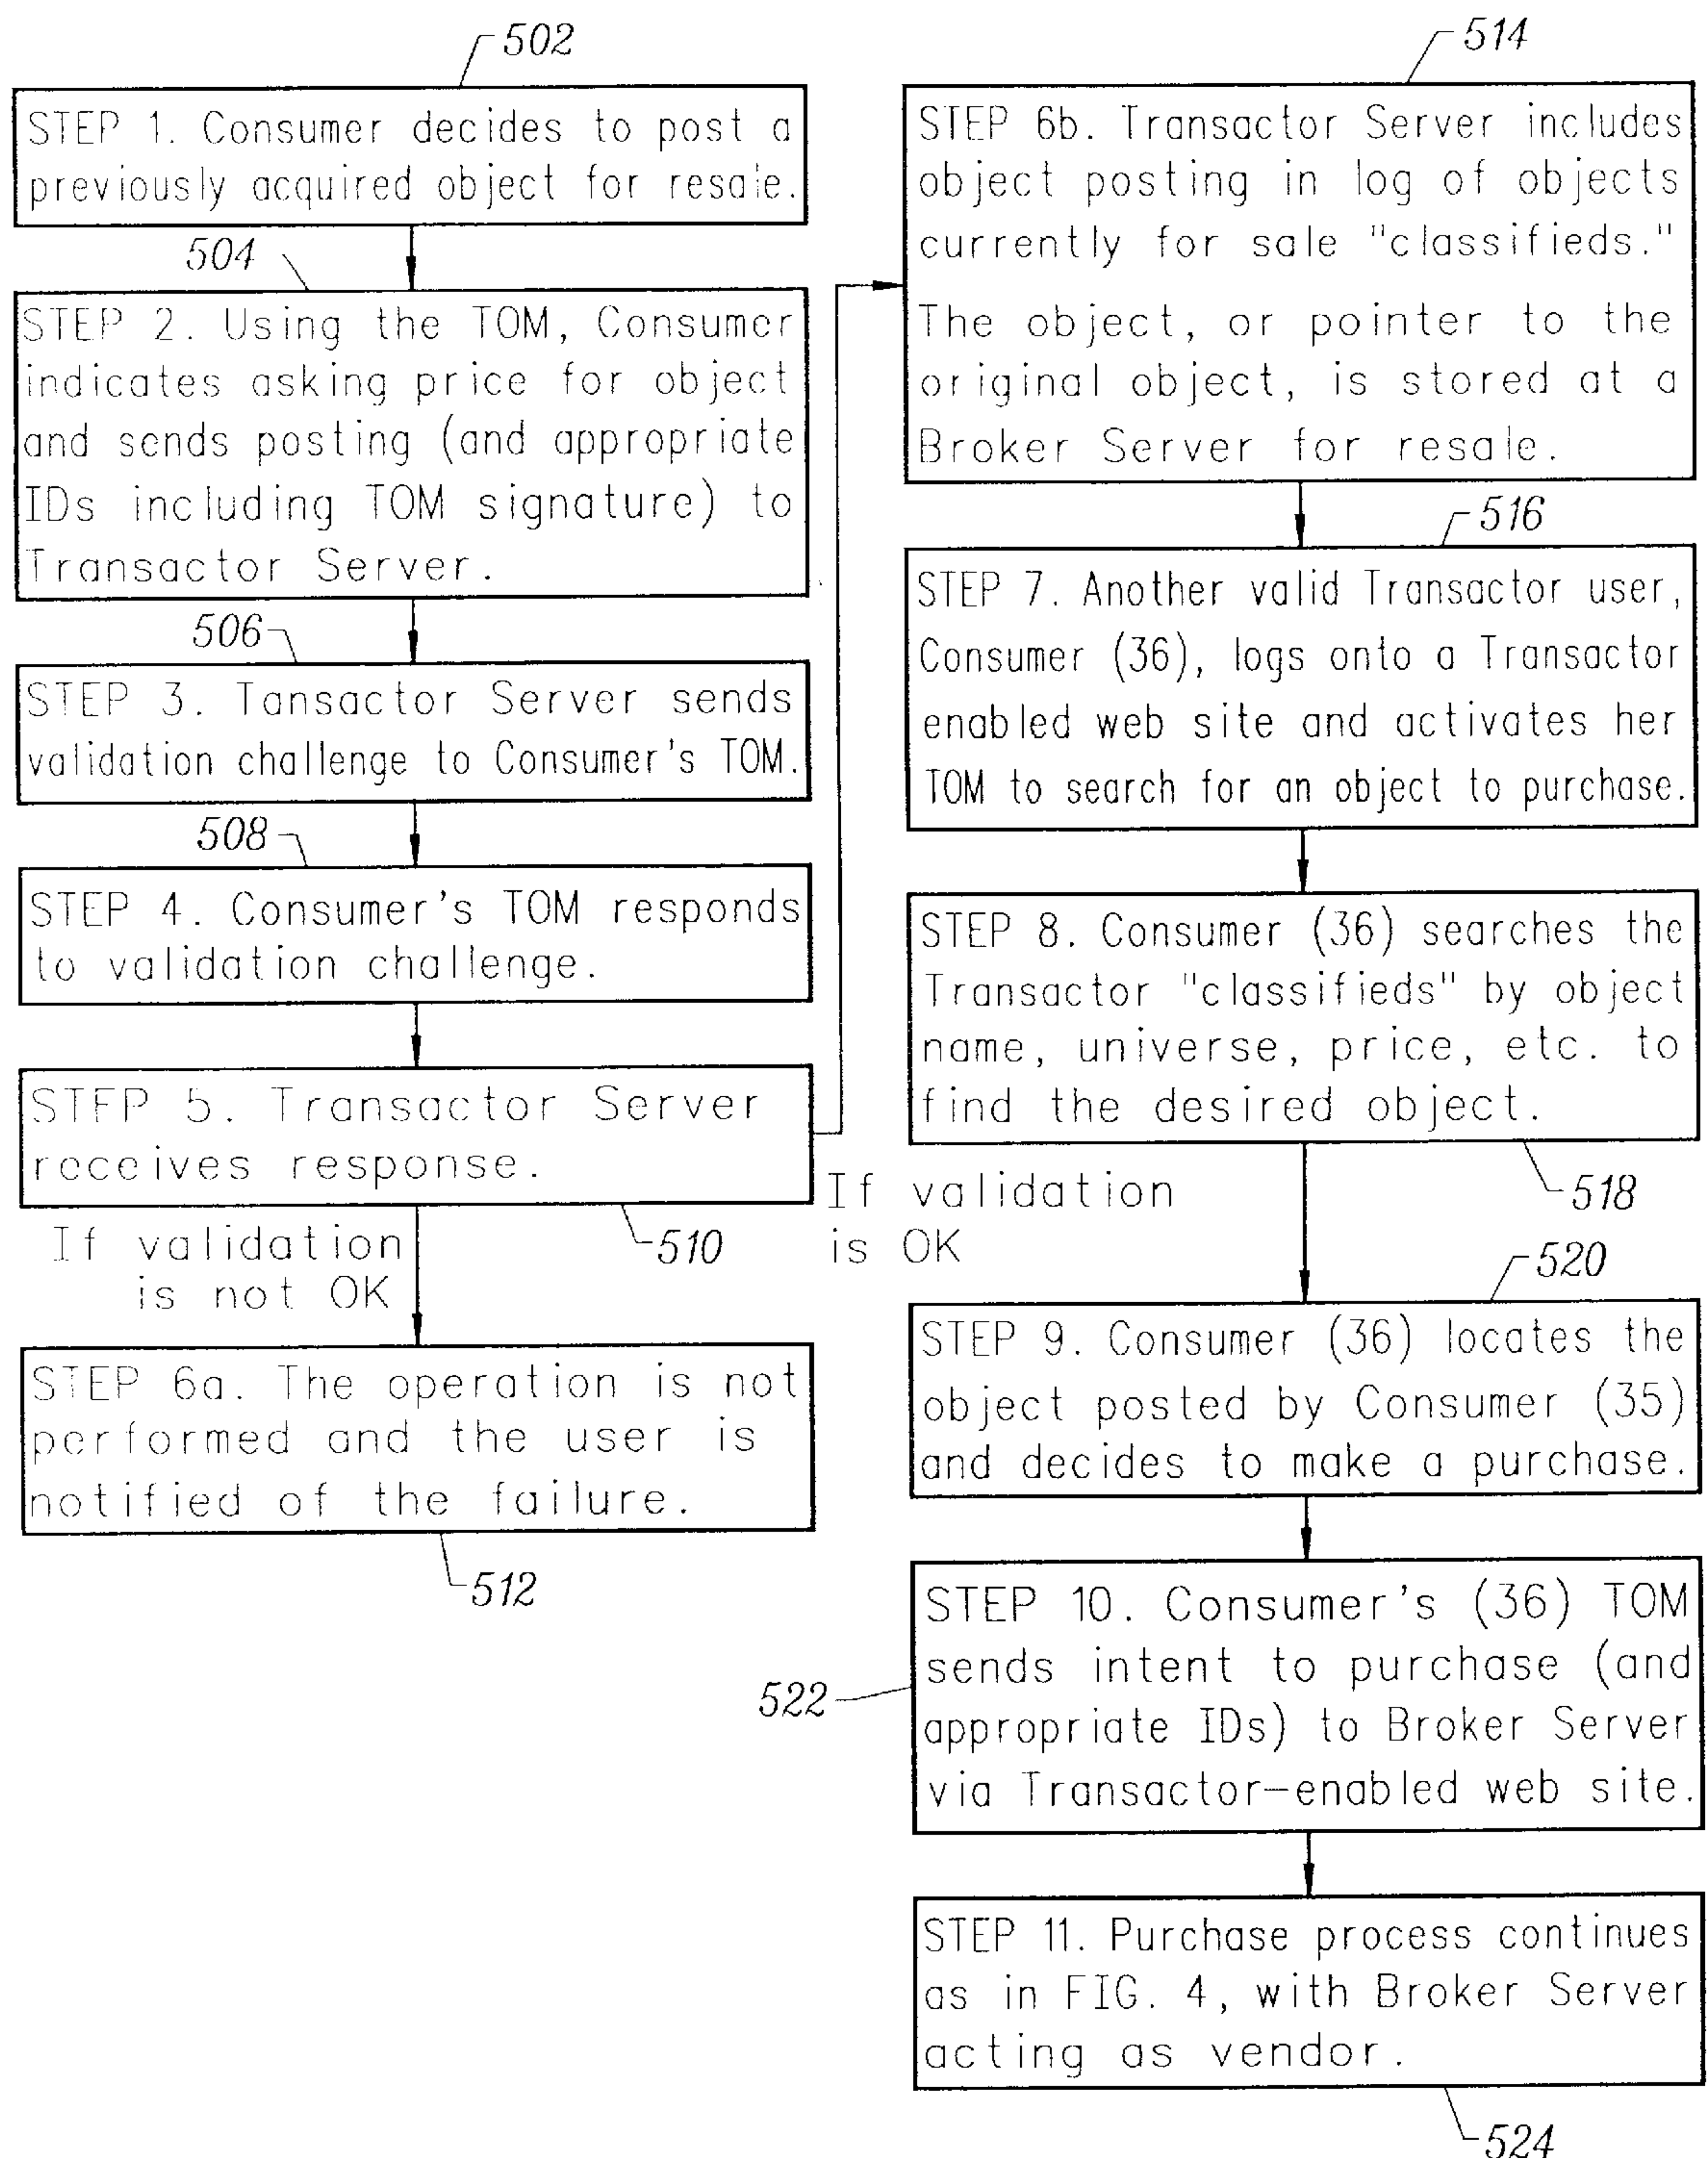 502
STEP 1. Consumer decides to post a
previously acquired object for resale.
504
STEP 2. Using the TOM, Consumer
indicates asking price for object
and sends posting (and appropriate
IDs including TOM signature) to
Transactor Server.
506
STEP 3. Tansactor Server sends
validation challenge to Consumer's TOM.
508
STEP 4. Consumer's TOM responds
to validation challenge.
STEP 5. Transactor Server
receives response.
510
If validation
is not OK
If validation
is OK
STEP 6a. The operation is not
performed and the user is
notified of the failure.
512
514
STEP 6b. Transactor Server includes
object posting in log of objects
currently for sale "classifieds."
The object, or pointer to the
original object, is stored at a
Broker Server for resale.
516
STEP 7. Another valid Transactor user,
Consumer (36), logs onto a Transactor
enabled web site and activates her
TOM to search for an object to purchase.
STEP 8. Consumer (36) searches the
Transactor "classifieds" by object
name, universe, price, etc. to
find the desired object.
518
520
STEP 9. Consumer (36) locates the
object posted by Consumer (35)
and decides to make a purchase.
STEP 10. Consumer's (36) TOM
sends intent to purchase (and
appropriate IDs) to Broker Server
via Transactor-enabled web site.
522
STEP 11. Purchase process continues
as in FIG. 4, with Broker Server
acting as vendor.
524